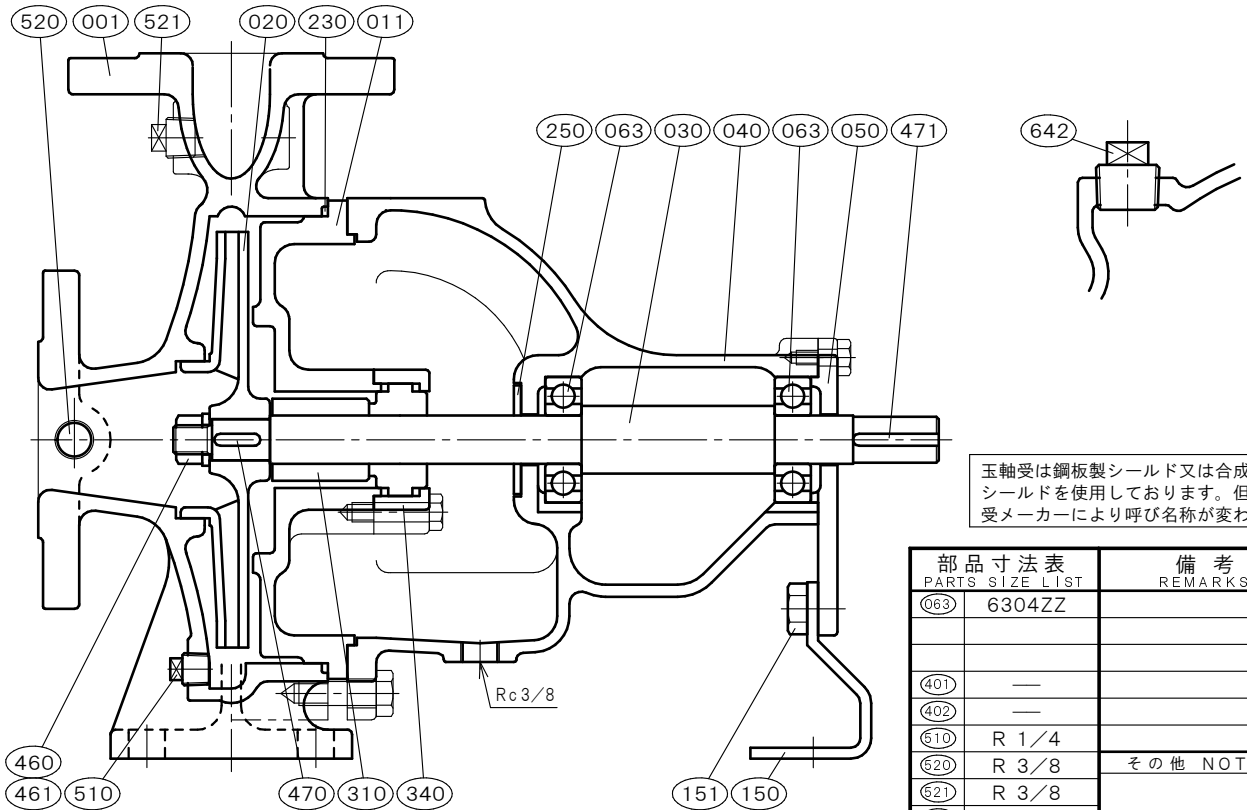 520 001 521 020 230 011
250 063 030 040 063 050 471 642
玉軸受は鋼板製シールド又は合成
シールドを使用しております。但
受メーカーにより呼び名称が変わ
部品寸法表 備考
PARTS SIZE LIST REMARKS
063 6304ZZ
401 —
402 —
510 R 1/4
520 R 3/8 その他 NOT
521 R 3/8
Rc3/8
460
461 510 470 310 340 151 150